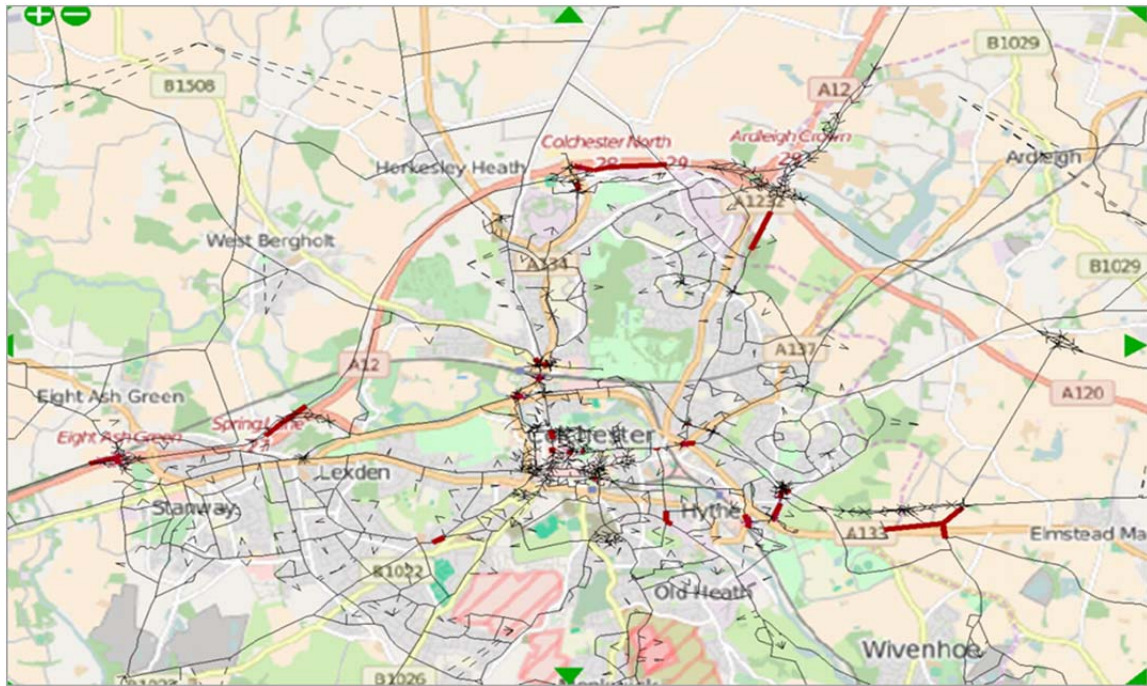 B1029
B1508
A12
Colchester North
Ardleigh Crown
28
29
29
Horkesley Heath
Ardleigh
A1232
West Bergholt
A134
B1029
A137
A12
A120
Eight Ash Green
Spring Lane
Eight Ash Green
Colchester
Lexden
Stanway
Hythe
A133
Elmstead Ma
B1022
Old Heath
Wivenhoe
B1026